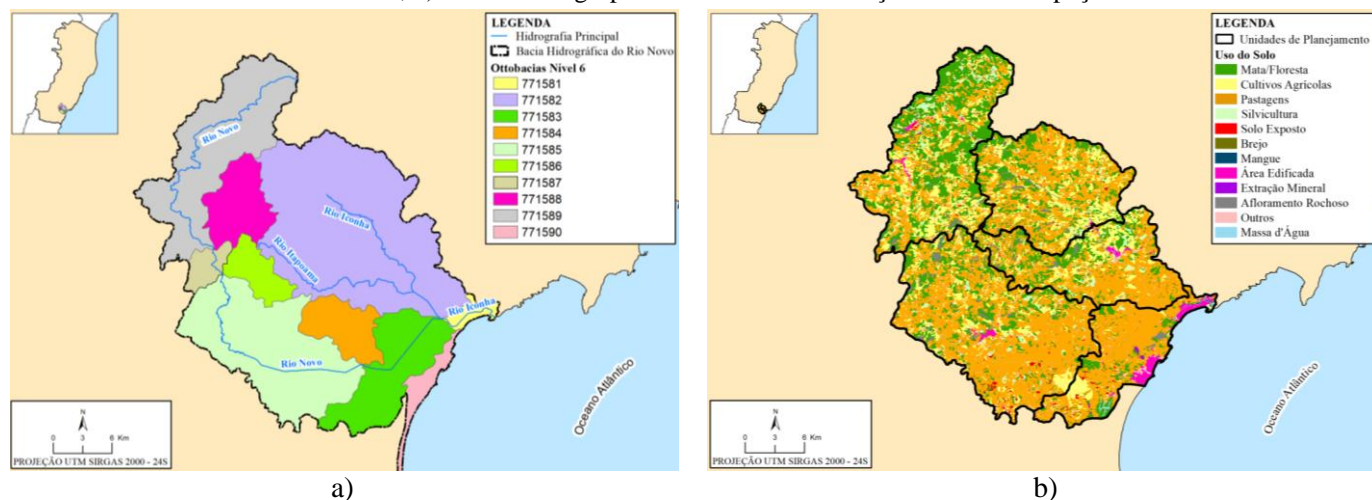 LEGENDA
Hidrografia Principal
Bacia Hidrográfica do Rio Novo
Ottobacias Nível 6
771581
771582
771583
771584
771585
771586
771587
771588
771589
771590
Rio Novo
Rio Iconha
Rio Itapoama
Rio Iconha
Rio Novo
Oceano Atlântico
N
0 3 6 Km
PROJEÇÃO UTM SIRGAS 2000 - 24S
a)
LEGENDA
Unidades de Planejamento
Uso do Solo
Mata/Floresta
Cultivos Agrícolas
Pastagens
Silvicultura
Solo Exposto
Brejo
Mangue
Área Edificada
Extração Mineral
Afloramento Rochoso
Outros
Massa d'Água
Oceano Atlântico
N
0 3 6 Km
PROJEÇÃO UTM SIRGAS 2000 - 24S
b)